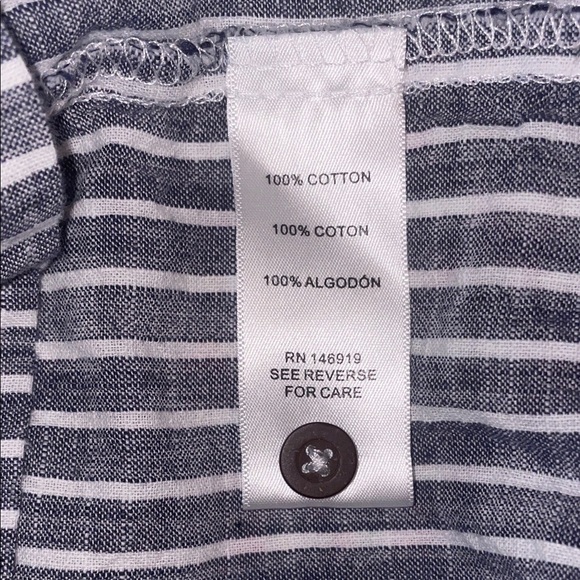 100% COTTON
100% COTON
100% ALGODÓN
RN 146919
SEE REVERSE
FOR CARE